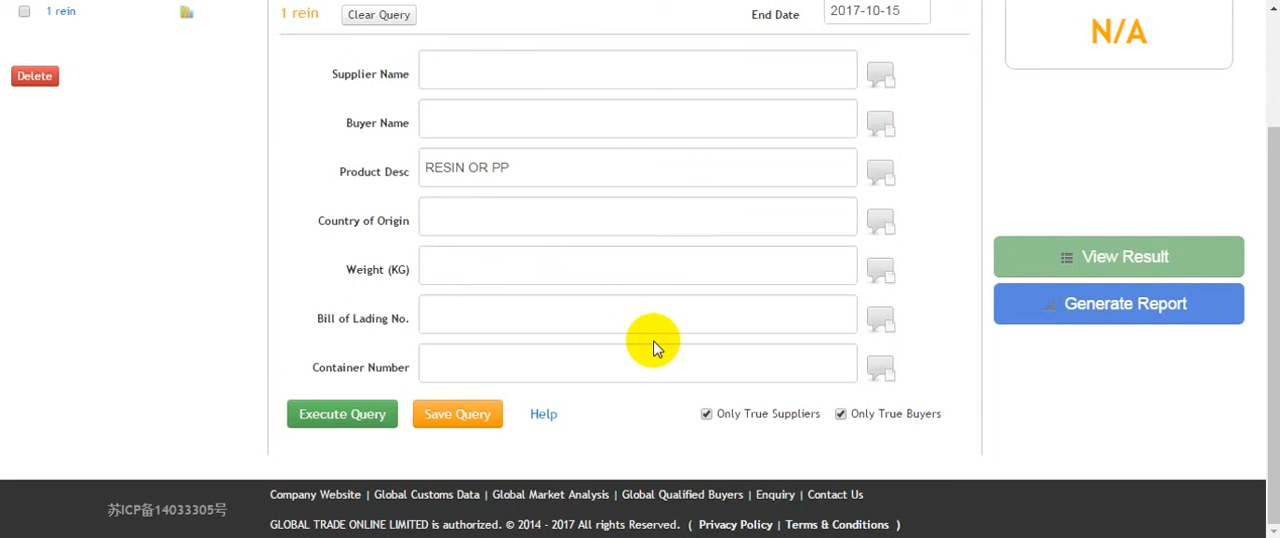 1 rein
Delete
1 rein
Clear Query
End Date
2017-10-15
N/A
Supplier Name
Buyer Name
Product Desc
RESIN OR PP
Country of Origin
Weight (KG)
Bill of Lading No.
Container Number
View Result
Generate Report
Execute Query
Save Query
Help
Only True Suppliers
Only True Buyers
苏ICP备14033305号
Company Website | Global Customs Data | Global Market Analysis | Global Qualified Buyers | Enquiry | Contact Us
GLOBAL TRADE ONLINE LIMITED is authorized. © 2014 - 2017 All rights Reserved. ( Privacy Policy | Terms & Conditions )